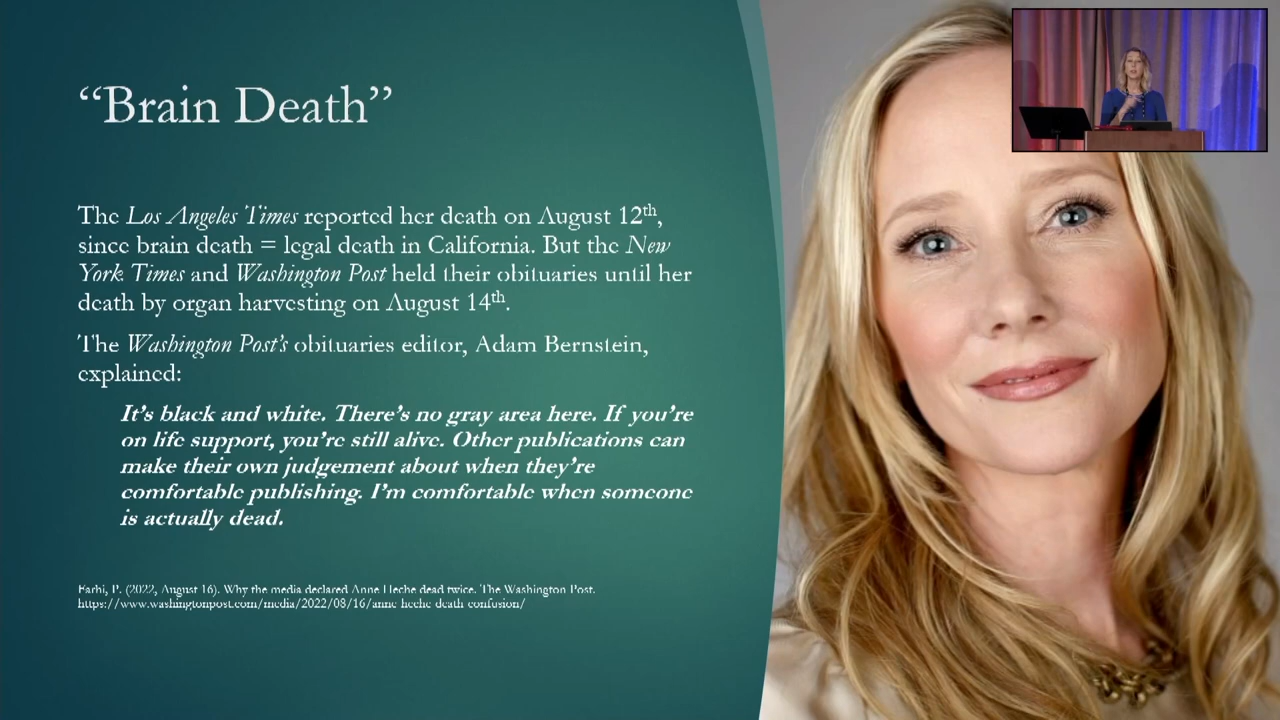 “Brain Death”
The Los Angeles Times reported her death on August 12th,
since brain death = legal death in California. But the New
York Times and Washington Post held their obituaries until her
death by organ harvesting on August 14th.
The Washington Post’s obituaries editor, Adam Bernstein,
explained:
It’s black and white. There’s no gray area here. If you’re
on life support, you’re still alive. Other publications can
make their own judgement about when they’re
comfortable publishing. I’m comfortable when someone
is actually dead.
Farhi, P. (2022, August 16). Why the media declared Anne Heche dead twice. The Washington Post.
https://www.washingtonpost.com/media/2022/08/16/anne-heche-death-confusion/